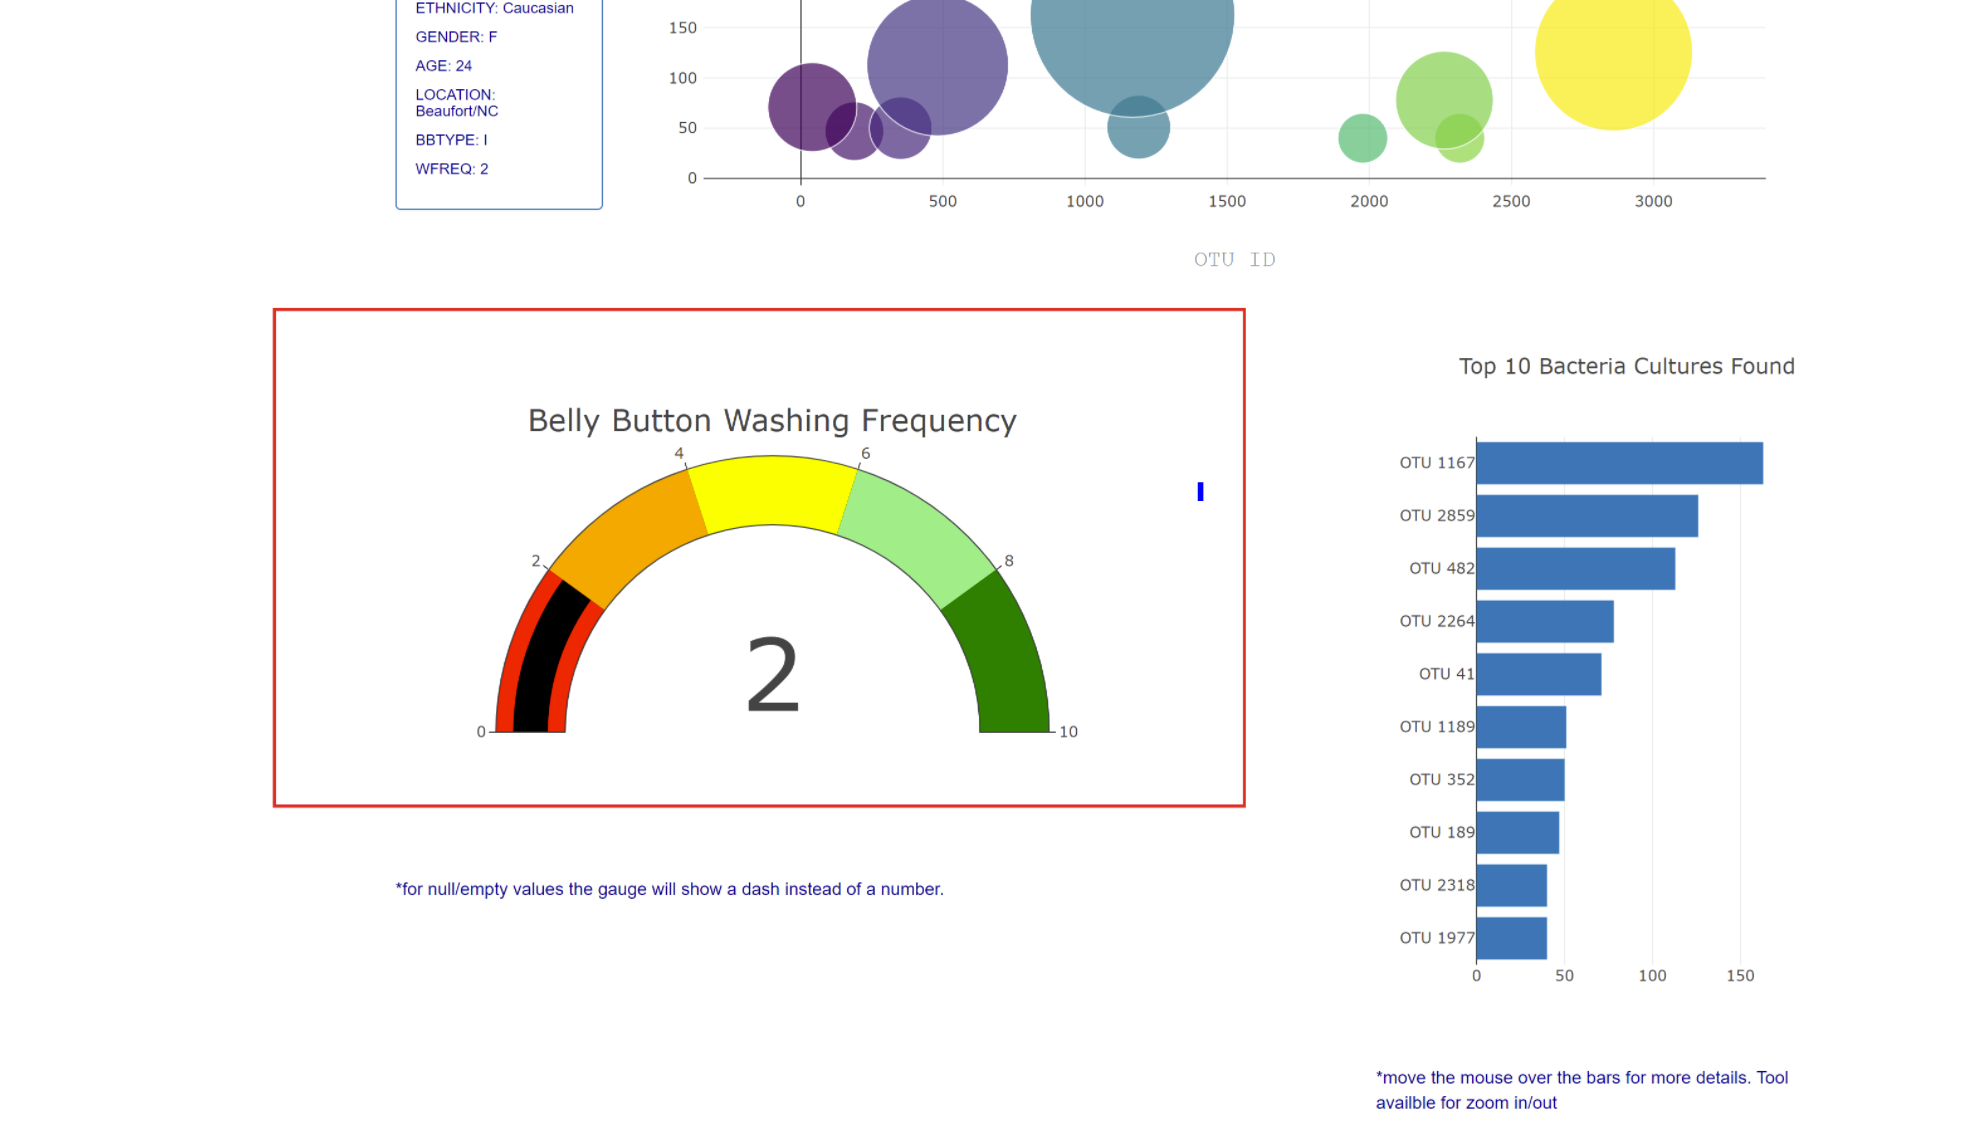 ETHNICITY: Caucasian
GENDER: F
AGE: 24
LOCATION:
Beaufort/NC
BBTYPE: I
WFREQ: 2
150
100
50
0
0 500 1000 1500 2000 2500 3000
OTU ID
Belly Button Washing Frequency
0
2
4
6
8
10
2
Top 10 Bacteria Cultures Found
OTU 1167
OTU 2859
OTU 482
OTU 2264
OTU 41
OTU 1189
OTU 352
OTU 189
OTU 2318
OTU 1977
0 50 100 150
*for null/empty values the gauge will show a dash instead of a number.
*move the mouse over the bars for more details. Tool
availble for zoom in/out